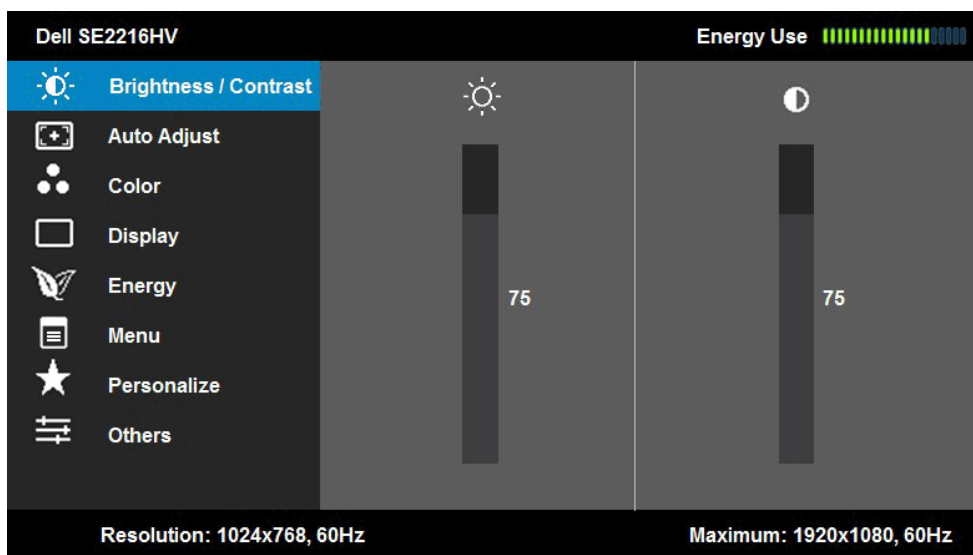 Dell SE2216HV
Energy Use
Brightness / Contrast
Auto Adjust
Color
Display
Energy
Menu
Personalize
Others
75
75
Resolution: 1024x768, 60Hz
Maximum: 1920x1080, 60Hz